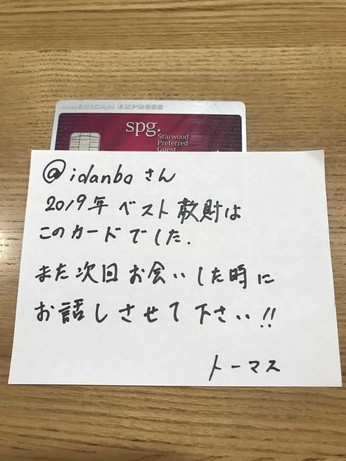 AMERICAN EXPRESS
spg.
Starwood
Preferred
Guest
@idanboさん
2019年 ベスト散財は
このカードでした.
また次回お会いした時に
お話しさせて下さい!!
トーマス